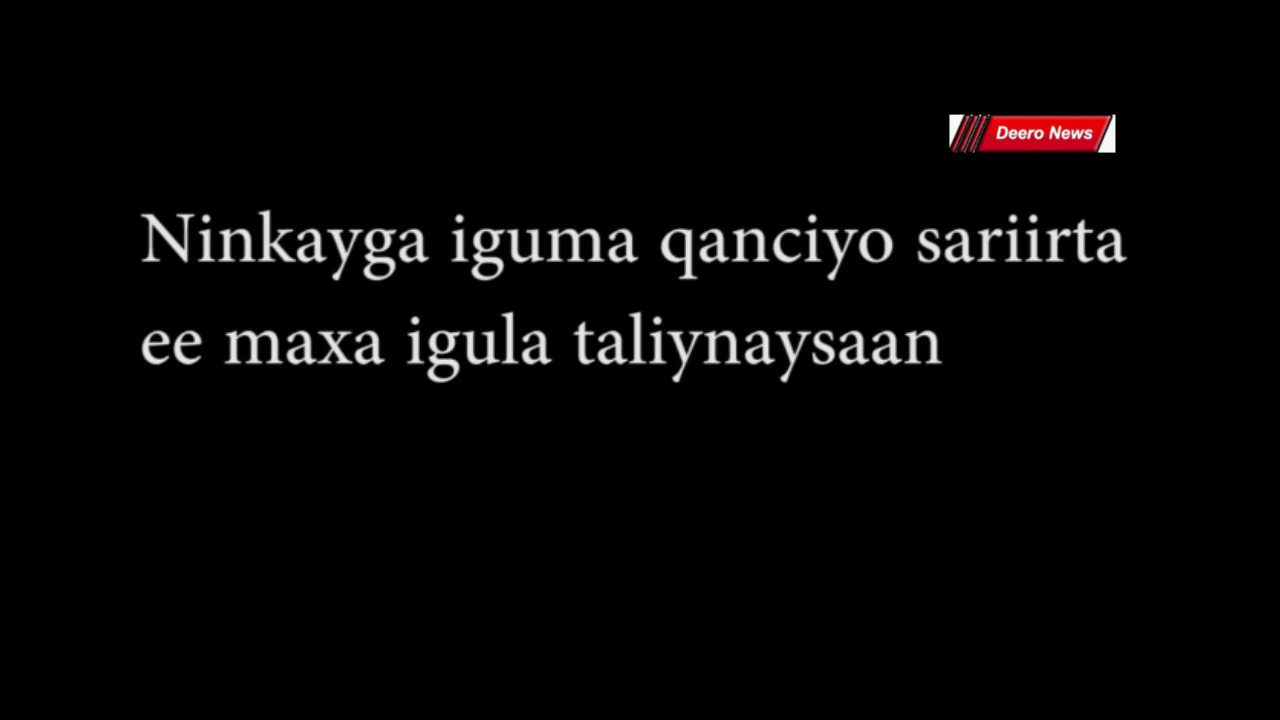 Deero News
Ninkayga iguma qanciyo sariirta
ee maxa igula taliynaysaan